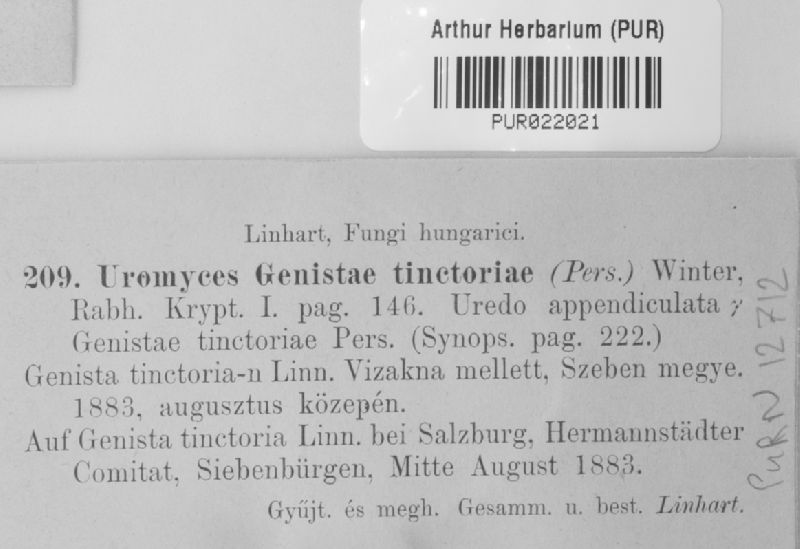 Arthur Herbarium (PUR)
PUR022021
Linhart, Fungi hungarici.
209. Uromyces Genistae tinctoriae (Pers.) Winter,
Rabh. Krypt. I. pag. 146. Uredo appendiculata γ
Genistae tinctoriae Pers. (Synops. pag. 222.)
Genista tinctoria-n Linn. Vizakna mellett, Szeben megye.
1883, augusztus közepén.
Auf Genista tinctoria Linn. bei Salzburg, Hermannstädter
Comitat, Siebenbürgen, Mitte August 1883.
Gyűjt. és megh. Gesamm. u. best. Linhart.
PUR N 12712